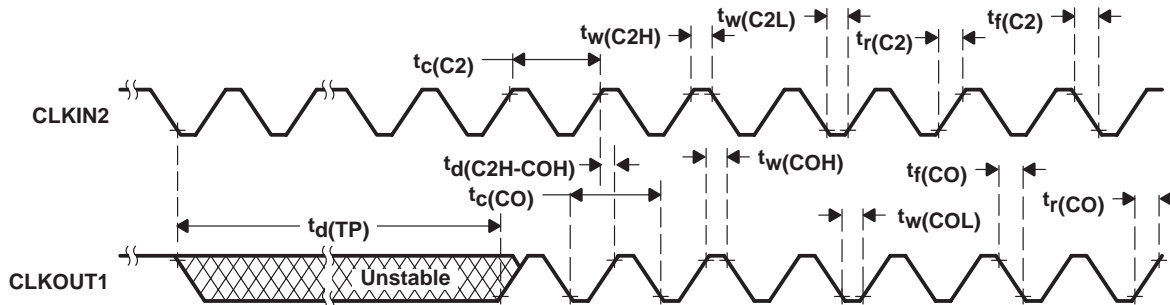 tw(C2H)
tw(C2L)
tr(C2)
tf(C2)
tc(C2)
CLKIN2
td(C2H-COH)
tw(COH)
tf(CO)
tc(CO)
tr(CO)
td(TP)
tw(COL)
CLKOUT1
Unstable